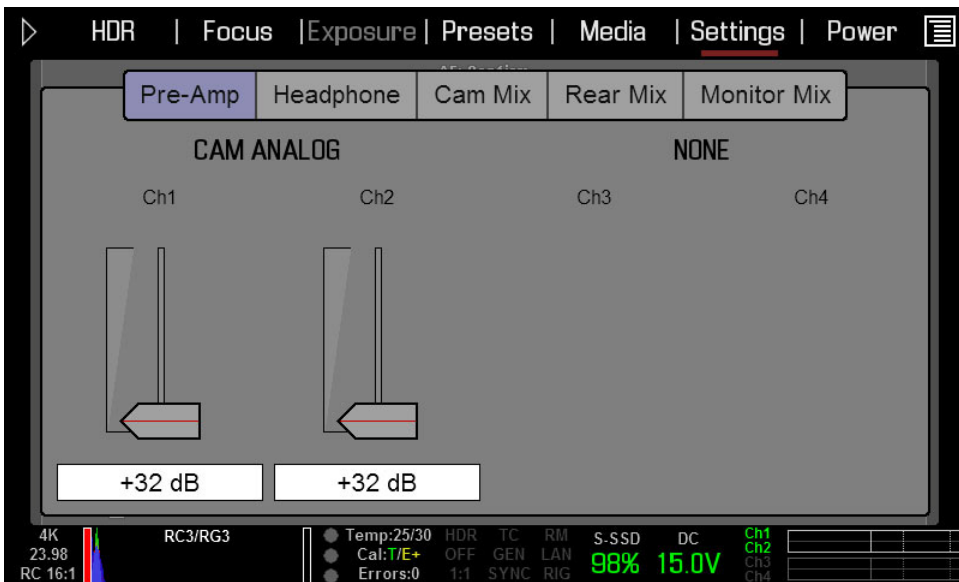 HDR | Focus | Exposure | Presets | Media | Settings | Power
Pre-Amp Headphone Cam Mix Rear Mix Monitor Mix
CAM ANALOG NONE
Ch1 Ch2 Ch3 Ch4
+32 dB +32 dB
4K RC3/RG3 Temp:25/30 HDR TC RM S-SSD DC Ch1
23.98 Cal:T/E+ OFF GEN LAN 98% 15.0V Ch2
RC 16:1 Errors:0 1:1 SYNC RIG Ch3
Ch4